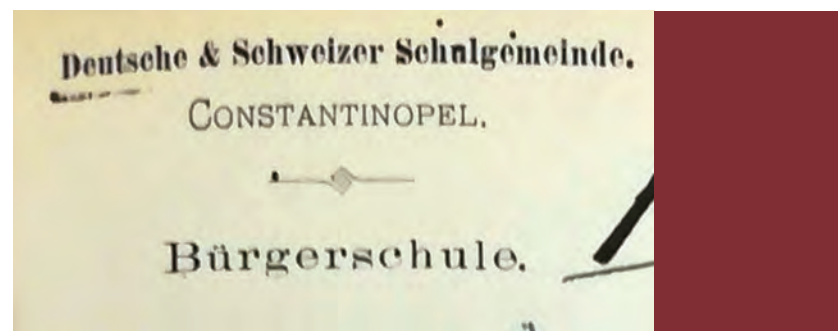 Deutsche & Schweizer Schulgemeinde.
CONSTANTINOPEL.
Bürgerschule.